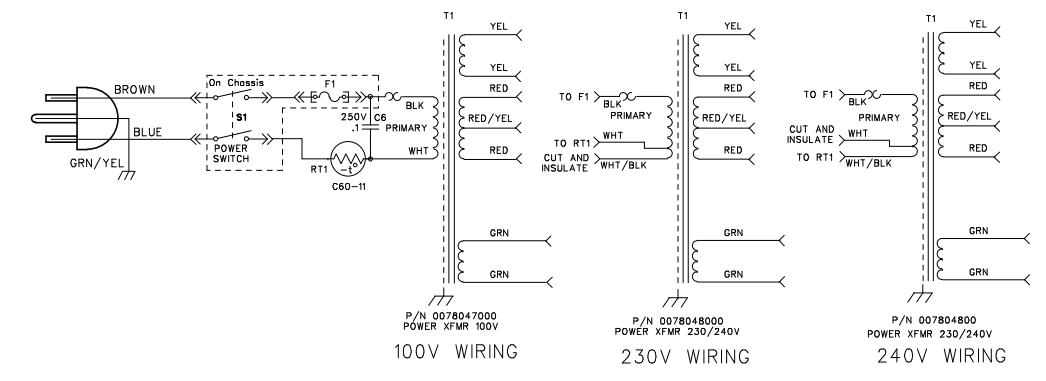 BROWN
BLUE
GRN/YEL
On Chassis
S1
POWER
SWITCH
F1
250V C6
.1
RT1
-t°
C60-11
BLK
PRIMARY
WHT
T1
YEL
YEL
RED
RED/YEL
RED
GRN
GRN
P/N 0078047000
POWER XFMR 100V
100V WIRING
TO F1
BLK
PRIMARY
WHT
TO RT1
CUT AND
INSULATE
WHT/BLK
T1
YEL
YEL
RED
RED/YEL
RED
GRN
GRN
P/N 0078048000
POWER XFMR 230/240V
230V WIRING
TO F1
BLK
PRIMARY
CUT AND
INSULATE
WHT
TO RT1
WHT/BLK
T1
YEL
YEL
RED
RED/YEL
RED
GRN
GRN
P/N 007804800
POWER XFMR 230/240V
240V WIRING